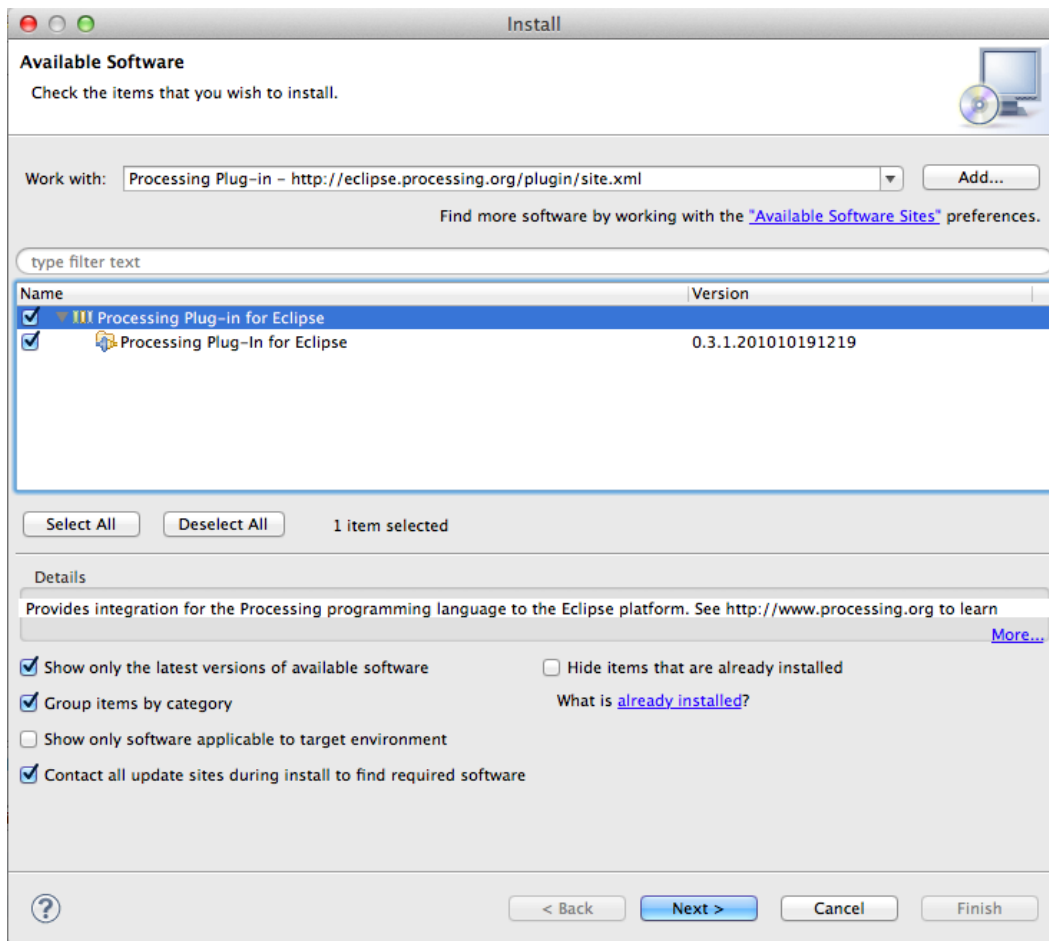 Install
Available Software
Check the items that you wish to install.
Work with: Processing Plug-in - http://eclipse.processing.org/plugin/site.xml Add...
Find more software by working with the "Available Software Sites" preferences.
type filter text
Name Version
Processing Plug-in for Eclipse
Processing Plug-In for Eclipse 0.3.1.201010191219
Select All Deselect All 1 item selected
Details
Provides integration for the Processing programming language to the Eclipse platform. See http://www.processing.org to learn
More...
Show only the latest versions of available software Hide items that are already installed
Group items by category What is already installed?
Show only software applicable to target environment
Contact all update sites during install to find required software
? < Back Next > Cancel Finish